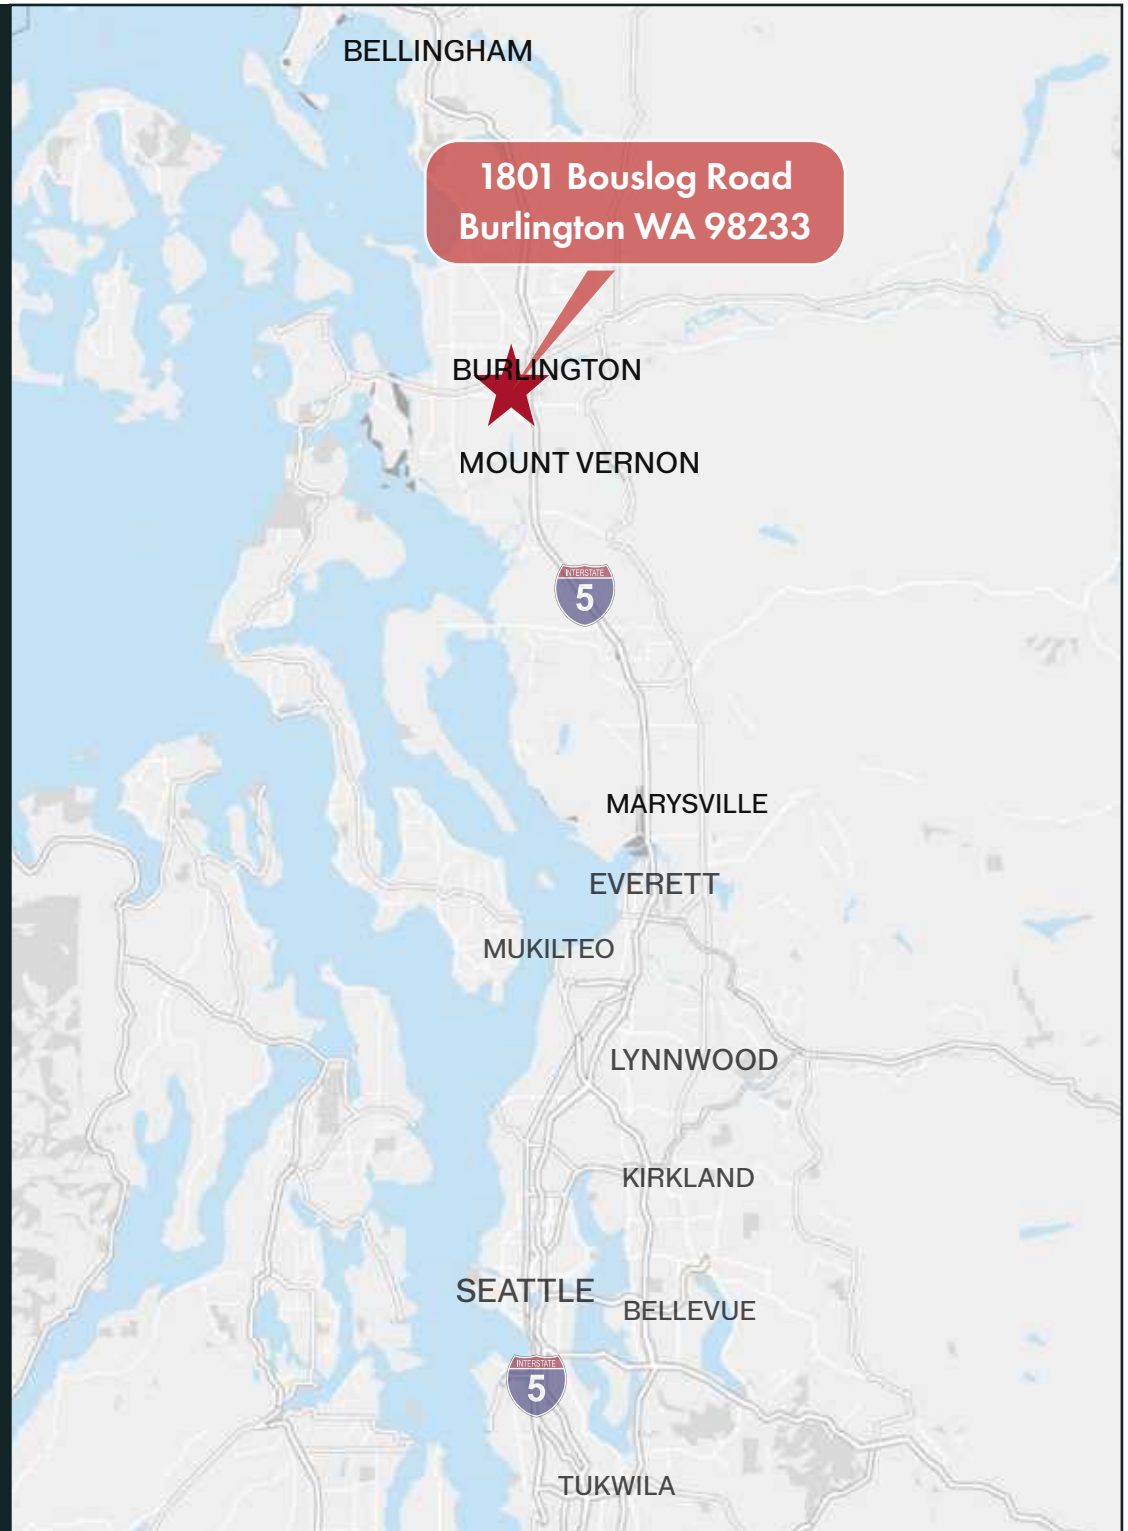 BELLINGHAM
1801 Bouslog Road
Burlington WA 98233
BURLINGTON
MOUNT VERNON
INTERSTATE
5
MARYSVILLE
EVERETT
MUKILTEO
LYNNWOOD
KIRKLAND
SEATTLE
BELLEVUE
INTERSTATE
5
TUKWILA